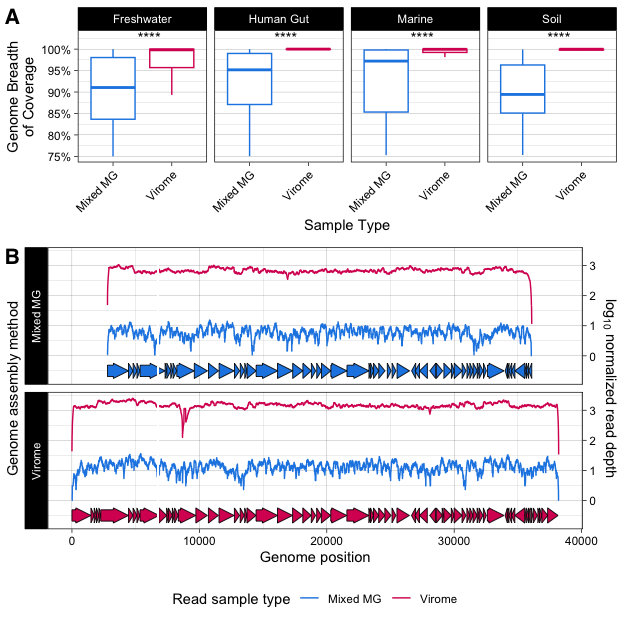 A
Freshwater
Human Gut
Marine
Soil
****
****
****
****
Genome Breadth
of Coverage
100%
95%
90%
85%
80%
75%
Mixed MG
Virome
Mixed MG
Virome
Mixed MG
Virome
Mixed MG
Virome
Sample Type
B
Genome assembly method
Mixed MG
Virome
3
2
1
0
3
2
1
0
log10 normalized read depth
0
10000
20000
30000
40000
Genome position
Read sample type
Mixed MG
Virome